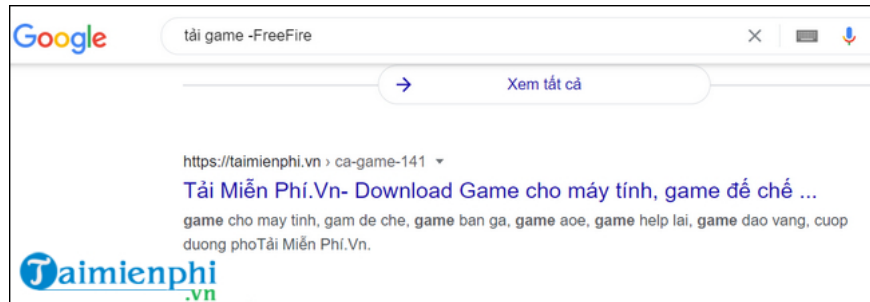 Google
tải game -FreeFire
Xem tất cả
https://taimienphi.vn › ca-game-141
Tải Miễn Phí.Vn- Download Game cho máy tính, game đế chế ...
game cho may tinh, gam de che, game ban ga, game aoe, game help lai, game dao vang, cuop
duong phoTải Miễn Phí.Vn.
Taimienphi
.vn